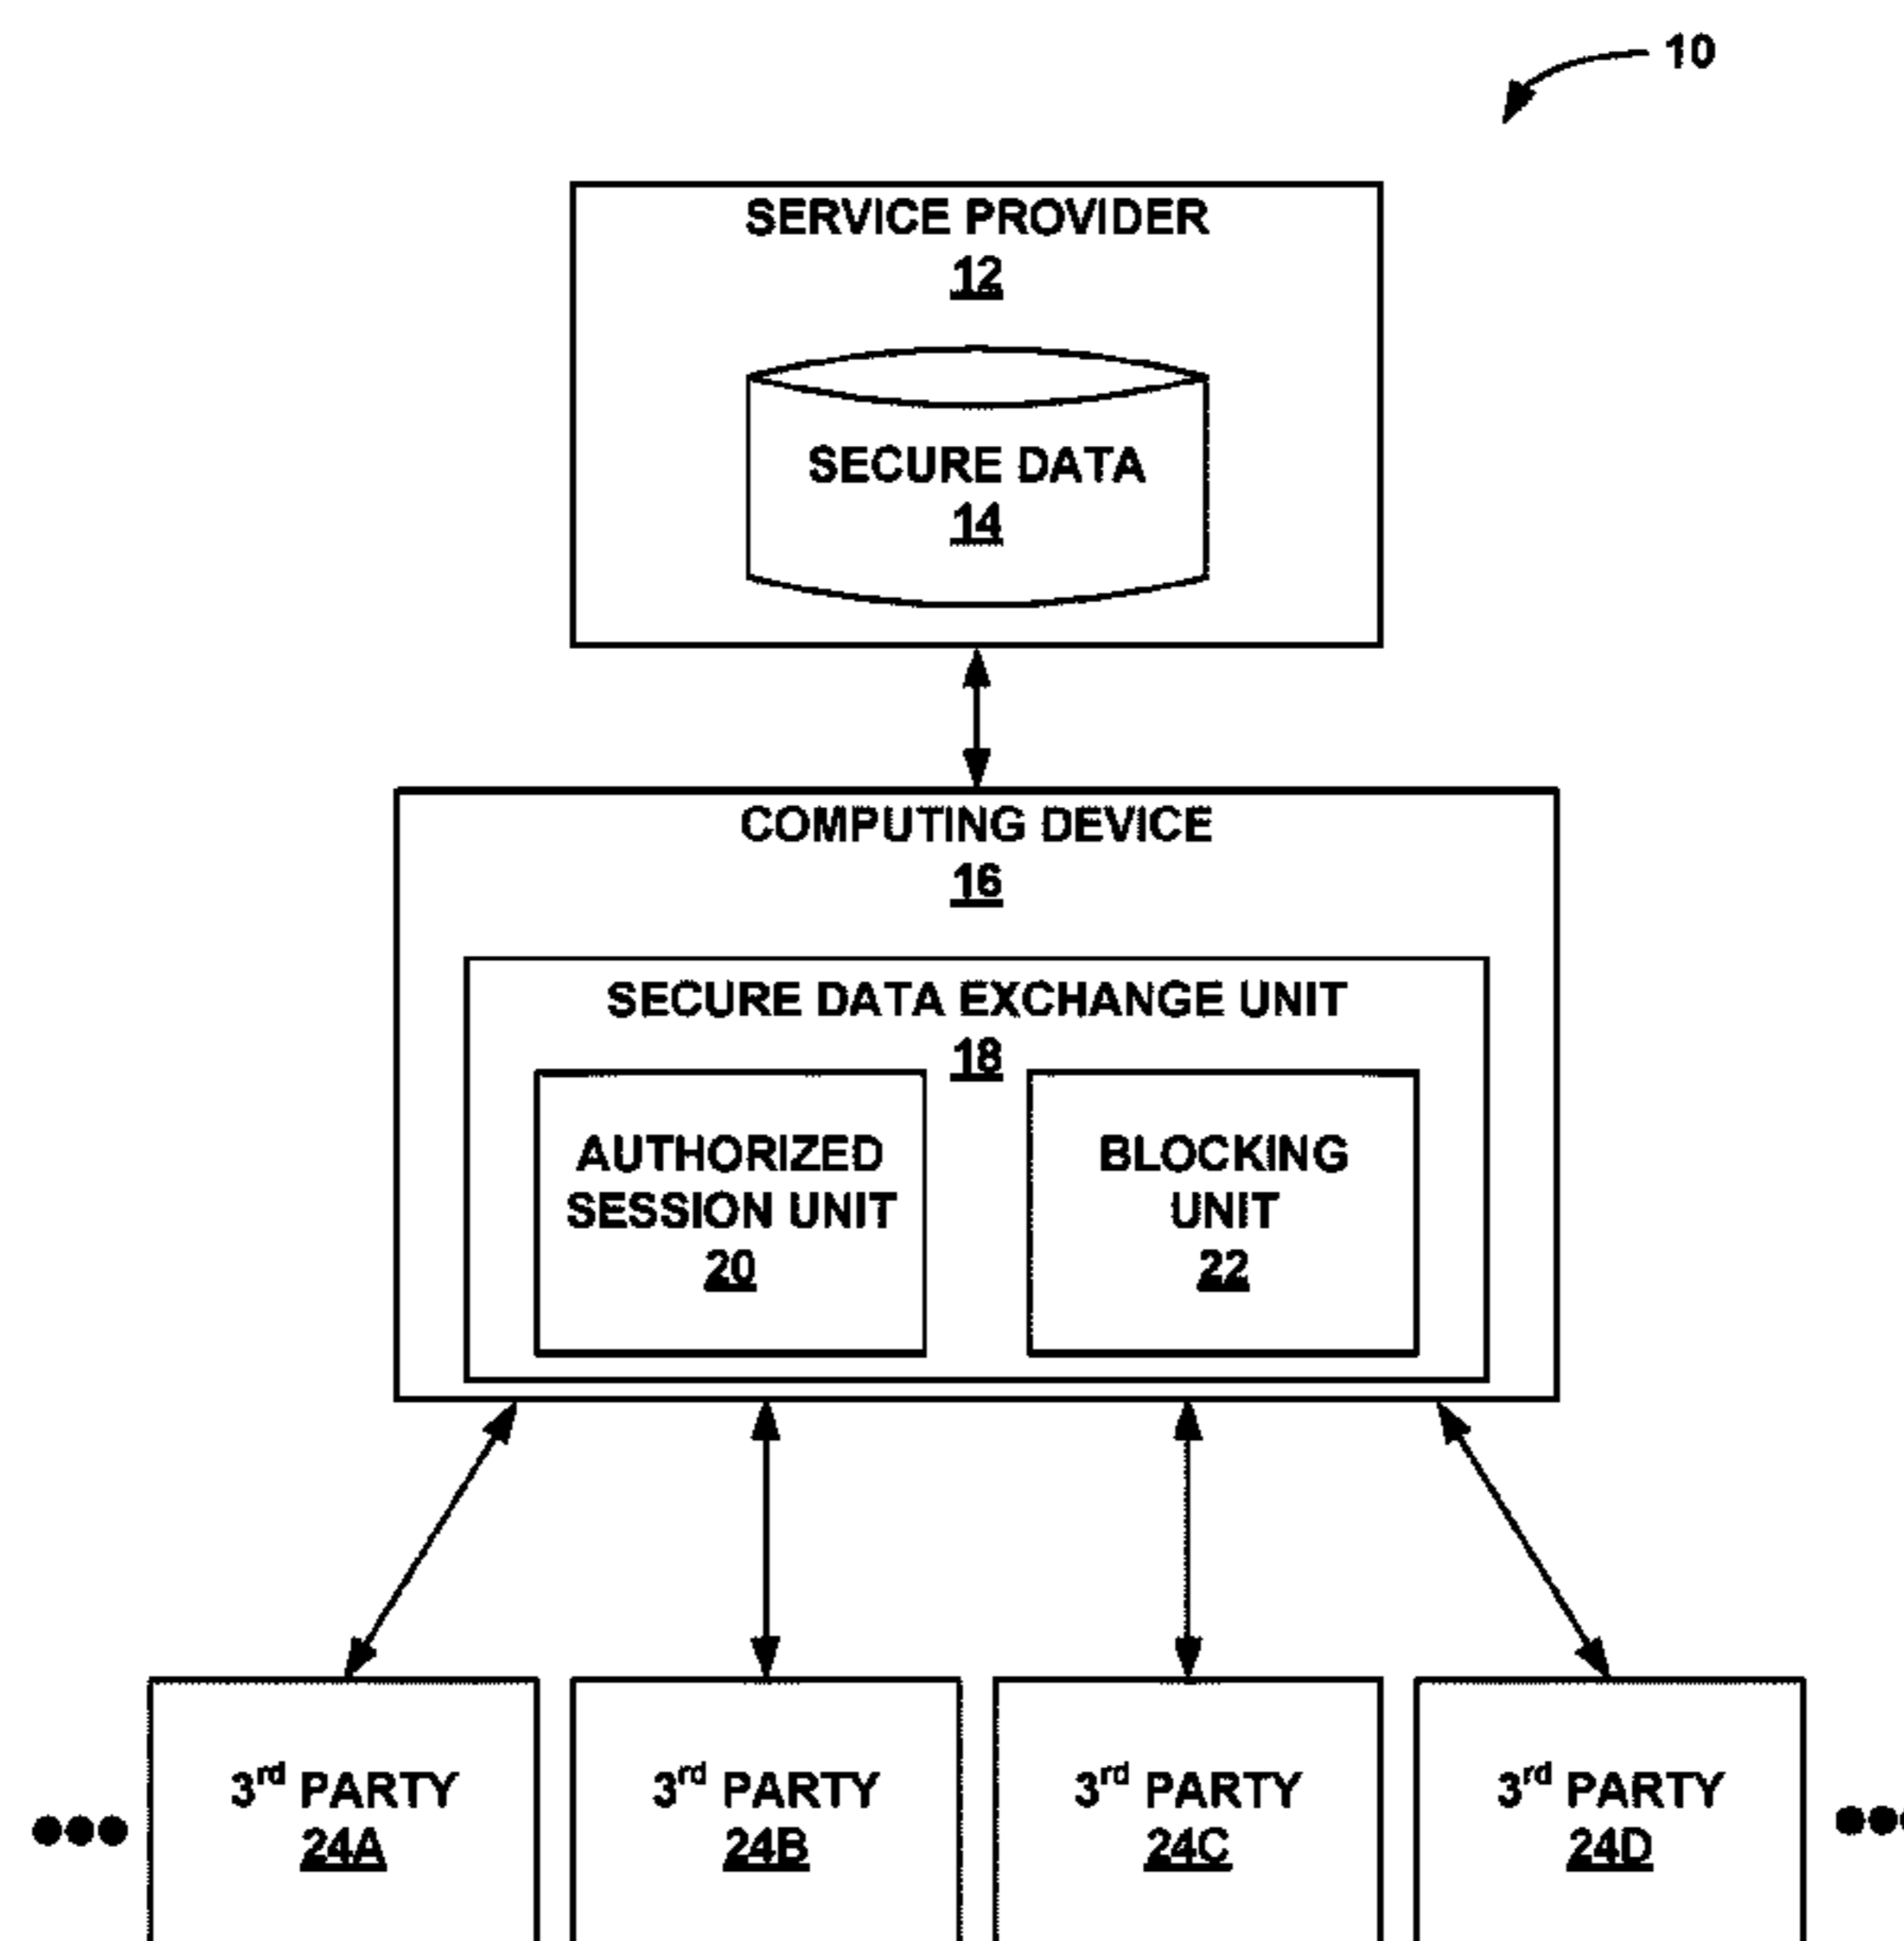 10
SERVICE PROVIDER
12
SECURE DATA
14
COMPUTING DEVICE
16
SECURE DATA EXCHANGE UNIT
18
AUTHORIZED
SESSION UNIT
20
BLOCKING
UNIT
22
3rd PARTY
24A
3rd PARTY
24B
3rd PARTY
24C
3rd PARTY
24D